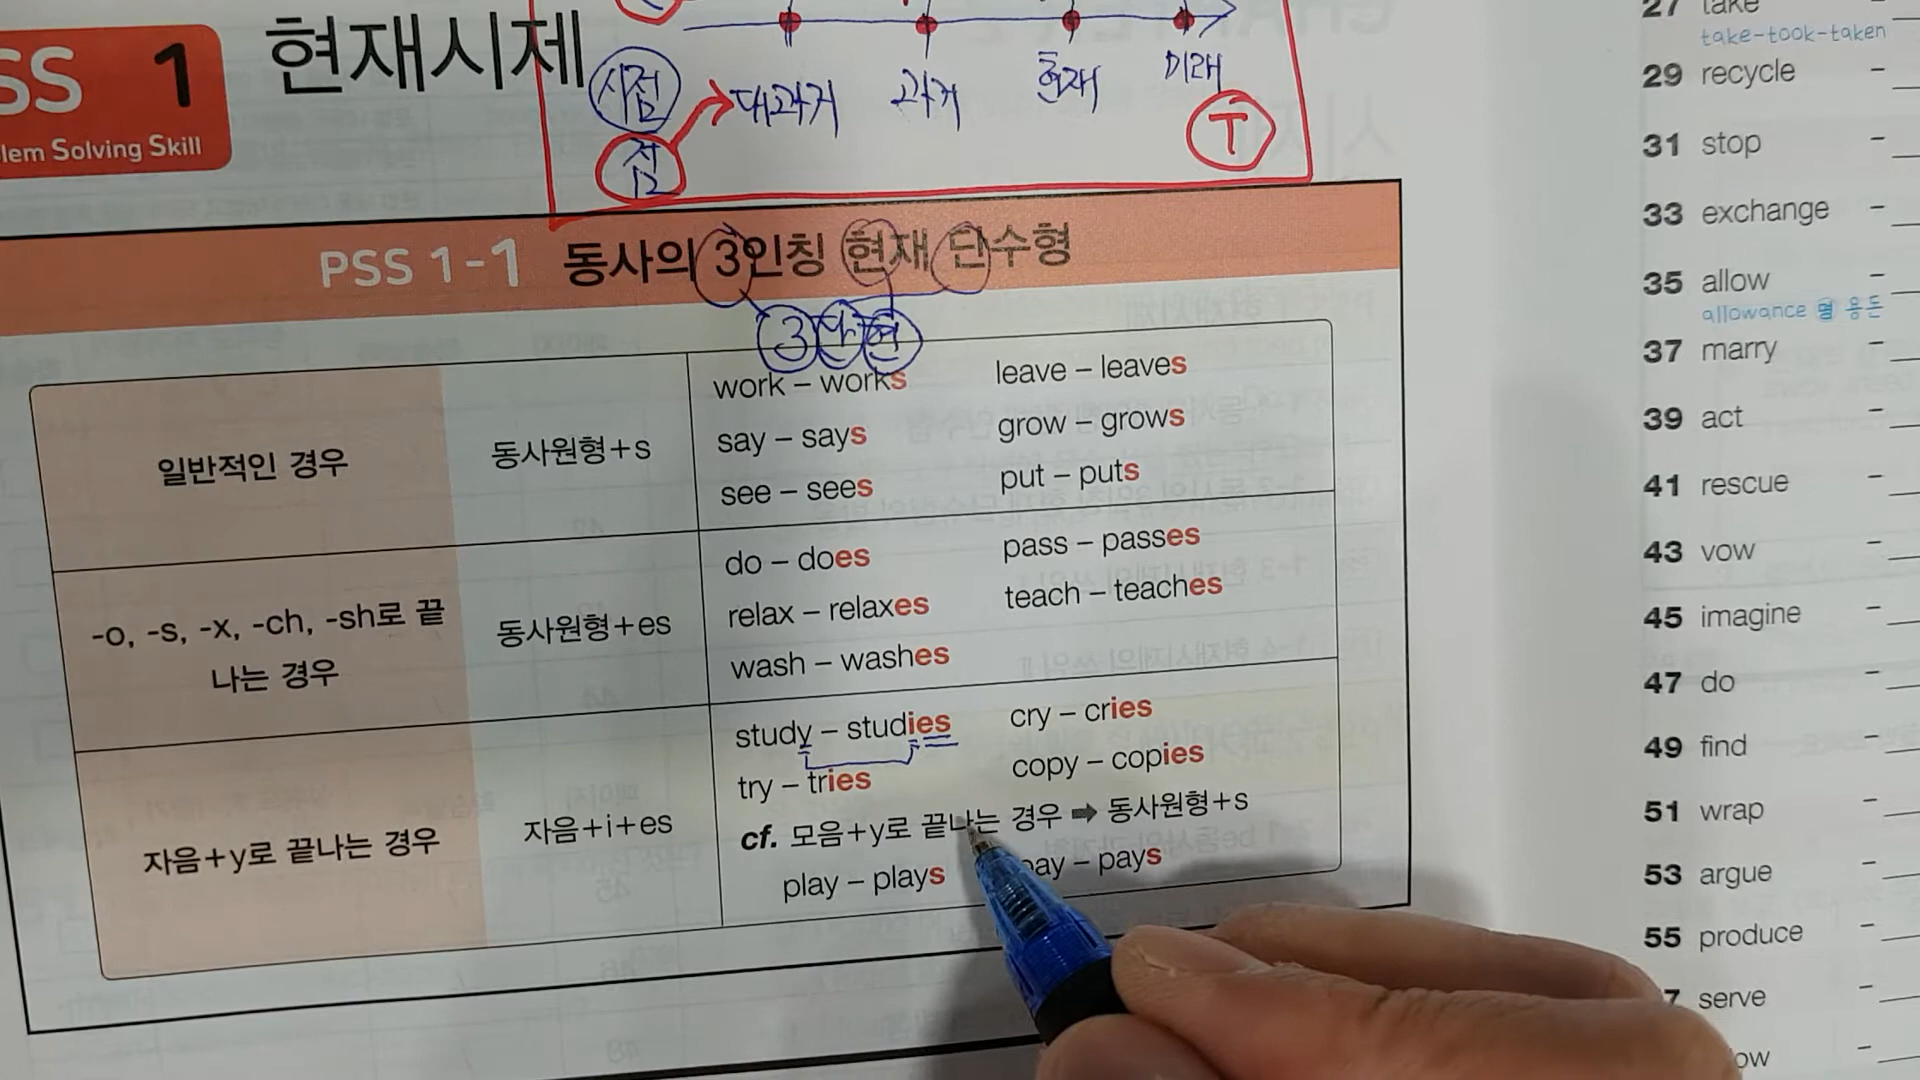 SS 1 현재시제
lem Solving Skill
시점 대과거 과거 현재 미래
점
T
PSS 1-1 동사의 3인칭 현재 단수형
3 단 현
일반적인 경우
동사원형+s
work – works
leave – leaves
say – says
grow – grows
see – sees
put – puts
-o, -s, -x, -ch, -sh로 끝
나는 경우
동사원형+es
do – does
pass – passes
relax – relaxes
teach – teaches
wash – washes
자음+y로 끝나는 경우
자음+i+es
study – studies
cry – cries
try – tries
copy – copies
cf. 모음+y로 끝나는 경우 ➡ 동사원형+s
play – plays
pay – pays
27 take –
take-took-taken
29 recycle –
31 stop –
33 exchange –
35 allow –
allowance 명 용돈
37 marry –
39 act –
41 rescue –
43 vow –
45 imagine –
47 do –
49 find –
51 wrap –
53 argue –
55 produce –
7 serve –
ow –